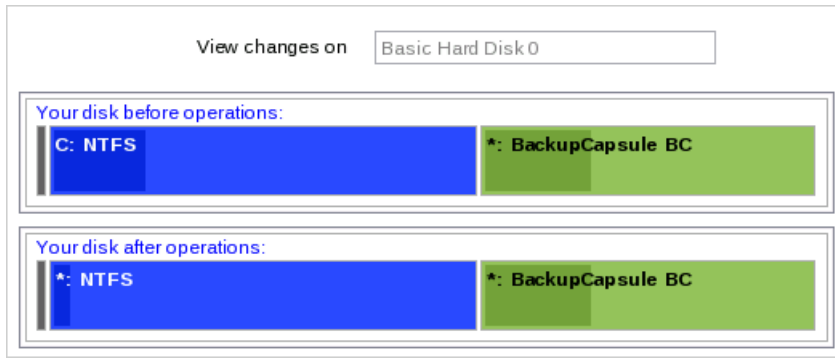 View changes on Basic Hard Disk 0
Your disk before operations:
C: NTFS *: BackupCapsule BC
Your disk after operations:
*: NTFS *: BackupCapsule BC